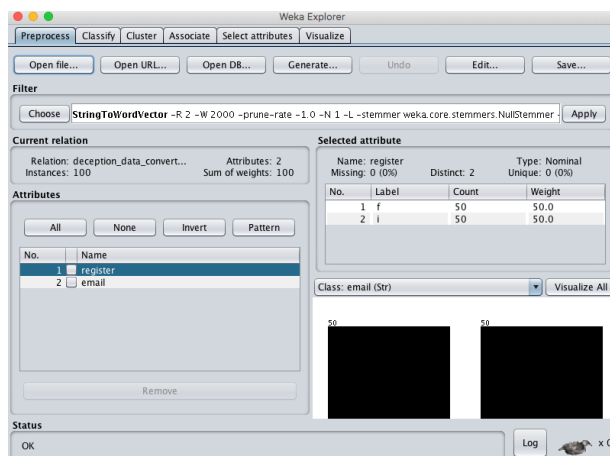 Weka Explorer
Preprocess Classify Cluster Associate Select attributes Visualize
Open file... Open URL... Open DB... Generate... Undo Edit... Save...
Filter
Choose StringToWordVector -R 2 -W 2000 -prune-rate -1.0 -N 1 -L -stemmer weka.core.stemmers.NullStemmer - Apply
Current relation
Relation: deception_data_convert... Attributes: 2
Instances: 100 Sum of weights: 100
Attributes
All None Invert Pattern
No. Name
1 register
2 email
Remove
Selected attribute
Name: register Type: Nominal
Missing: 0 (0%) Distinct: 2 Unique: 0 (0%)
No. Label Count Weight
1 f 50 50.0
2 i 50 50.0
Class: email (Str) Visualize All
50 50
Status
OK Log x